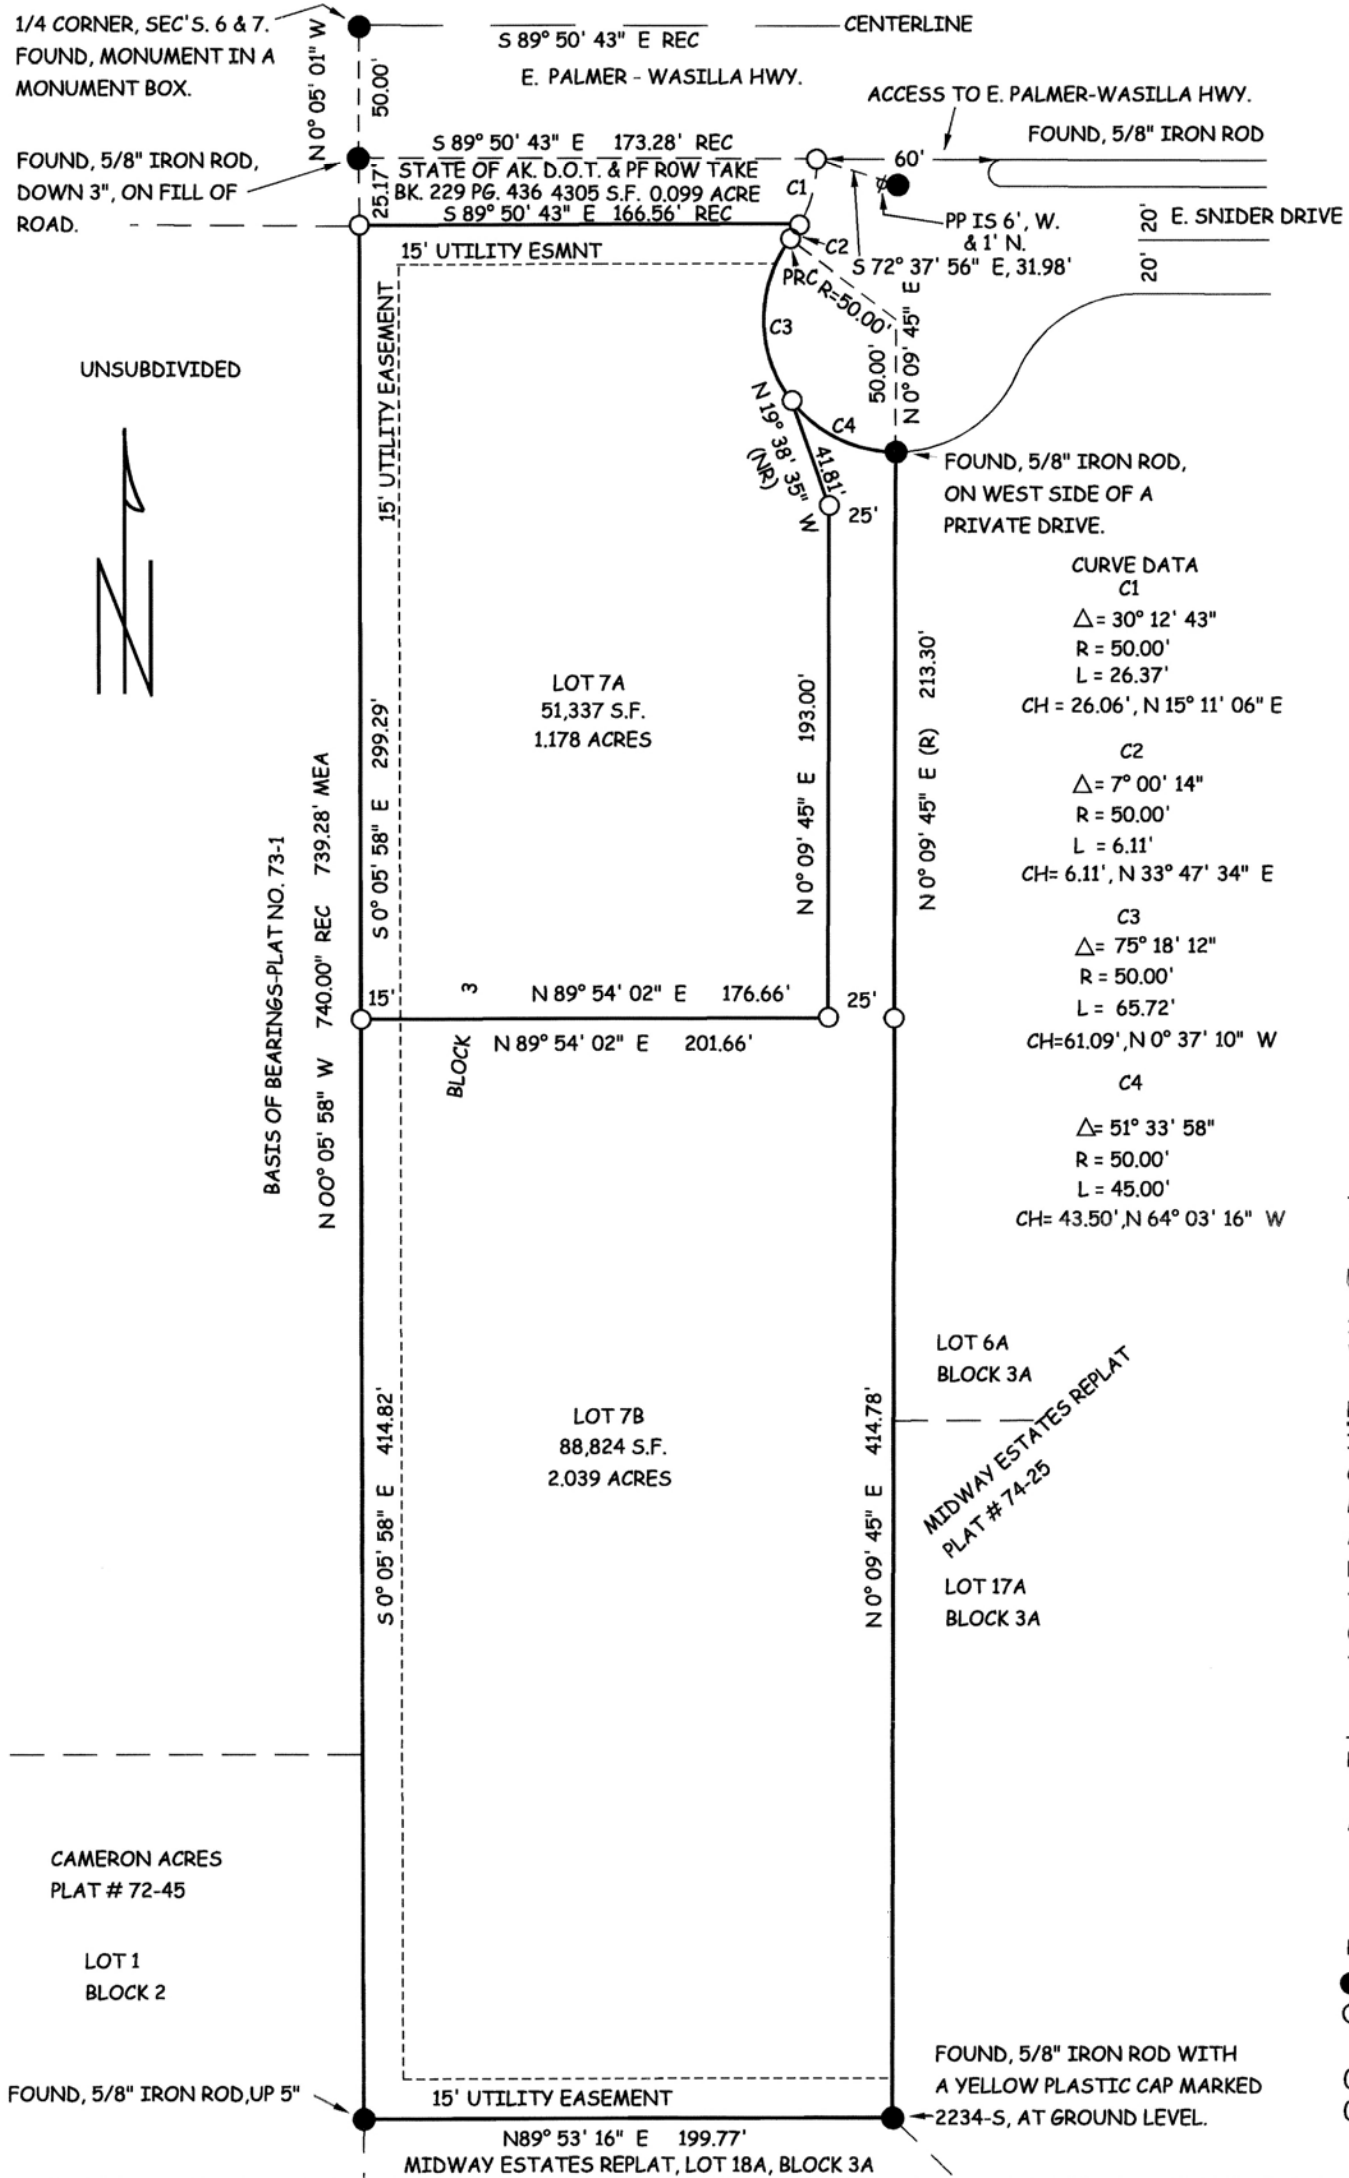 1/4 CORNER, SEC'S. 6 & 7.
FOUND, MONUMENT IN A
MONUMENT BOX.
N 0° 05' 01" W
50.00'
S 89° 50' 43" E REC
CENTERLINE
E. PALMER - WASILLA HWY.
ACCESS TO E. PALMER-WASILLA HWY.
FOUND, 5/8" IRON ROD
FOUND, 5/8" IRON ROD,
DOWN 3", ON FILL OF
ROAD.
25.17'
S 89° 50' 43" E 173.28' REC
STATE OF AK. D.O.T. & PF ROW TAKE
BK. 229 PG. 436 4305 S.F. 0.099 ACRE
S 89° 50' 43" E 166.56' REC
C1
60'
PP IS 6', W.
& 1' N.
S 72° 37' 56" E, 31.98'
20'
E. SNIDER DRIVE
20'
15' UTILITY ESMNT
C2
PRC
R=50.00'
C3
50.00'
N 0° 09' 45" E
15' UTILITY EASEMENT
UNSUBDIVIDED
N
C4
N 19° 38' 35" W
(NR)
41.81'
25'
FOUND, 5/8" IRON ROD,
ON WEST SIDE OF A
PRIVATE DRIVE.
CURVE DATA
C1
△= 30° 12' 43"
R = 50.00'
L = 26.37'
CH = 26.06', N 15° 11' 06" E
C2
△= 7° 00' 14"
R = 50.00'
L = 6.11'
CH= 6.11', N 33° 47' 34" E
C3
△= 75° 18' 12"
R = 50.00'
L = 65.72'
CH=61.09',N 0° 37' 10" W
C4
△= 51° 33' 58"
R = 50.00'
L = 45.00'
CH= 43.50',N 64° 03' 16" W
LOT 7A
51,337 S.F.
1.178 ACRES
S 0° 05' 58" E 299.29'
N 0° 09' 45" E 193.00'
N 0° 09' 45" E (R) 213.30'
BASIS OF BEARINGS-PLAT NO. 73-1
N 00° 05' 58" W 740.00" REC 739.28' MEA
15'
BLOCK 3
N 89° 54' 02" E 176.66'
25'
N 89° 54' 02" E 201.66'
LOT 6A
BLOCK 3A
MIDWAY ESTATES REPLAT
PLAT # 74-25
LOT 7B
88,824 S.F.
2.039 ACRES
S 0° 05' 58" E 414.82'
N 0° 09' 45" E 414.78'
LOT 17A
BLOCK 3A
CAMERON ACRES
PLAT # 72-45
LOT 1
BLOCK 2
FOUND, 5/8" IRON ROD,UP 5"
15' UTILITY EASEMENT
FOUND, 5/8" IRON ROD WITH
A YELLOW PLASTIC CAP MARKED
2234-S, AT GROUND LEVEL.
N89° 53' 16" E 199.77'
MIDWAY ESTATES REPLAT, LOT 18A, BLOCK 3A